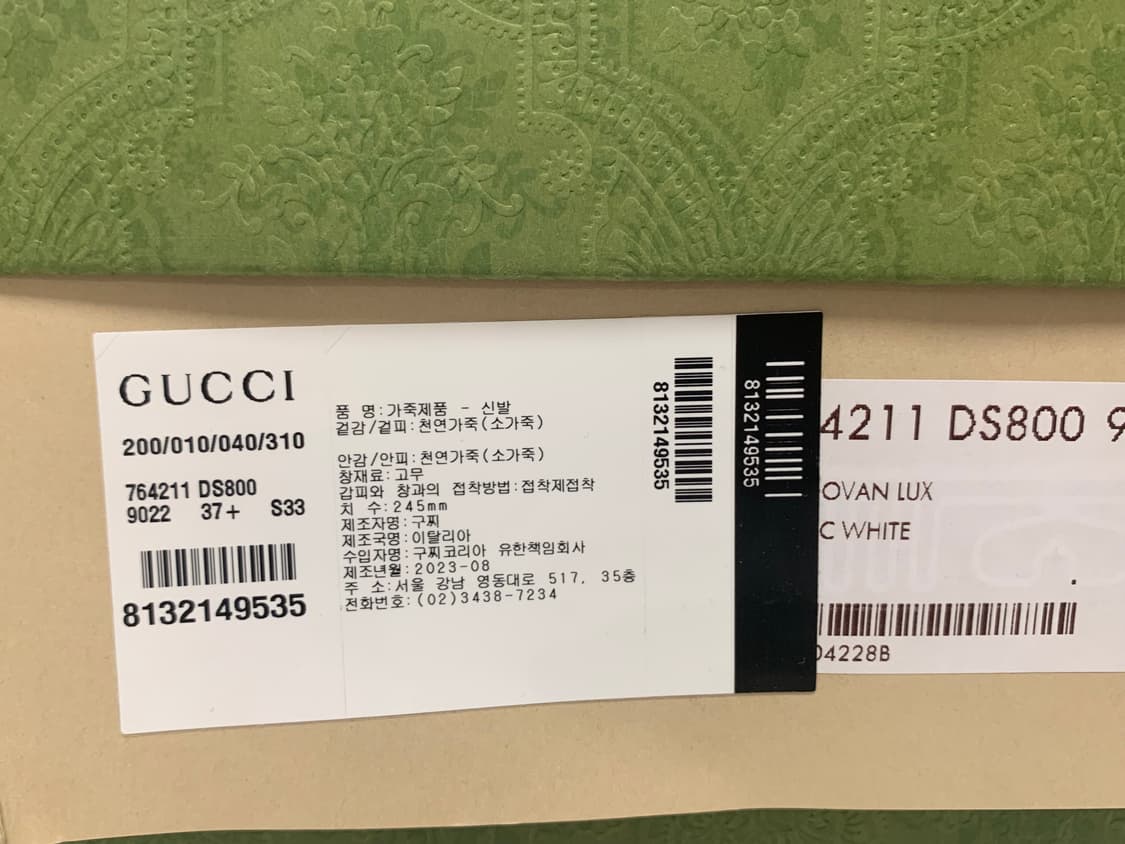 GUCCI
200/010/040/310
764211 DS800
9022 37+ S33
8132149535
품 명:가죽제품 - 신발
겉감/겉피:천연가죽(소가죽)
안감/안피:천연가죽(소가죽)
창재료:고무
갑피와 창과의 접착방법:접착제접착
치 수:245mm
제조자명:구찌
제조국명:이탈리아
수입자명:구찌코리아 유한책임회사
제조년월:2023-08
주 소:서울 강남 영동대로 517, 35층
전화번호:(02)3438-7234
8132149535
8132149535
4211 DS800 9
OVAN LUX
C WHITE
04228B